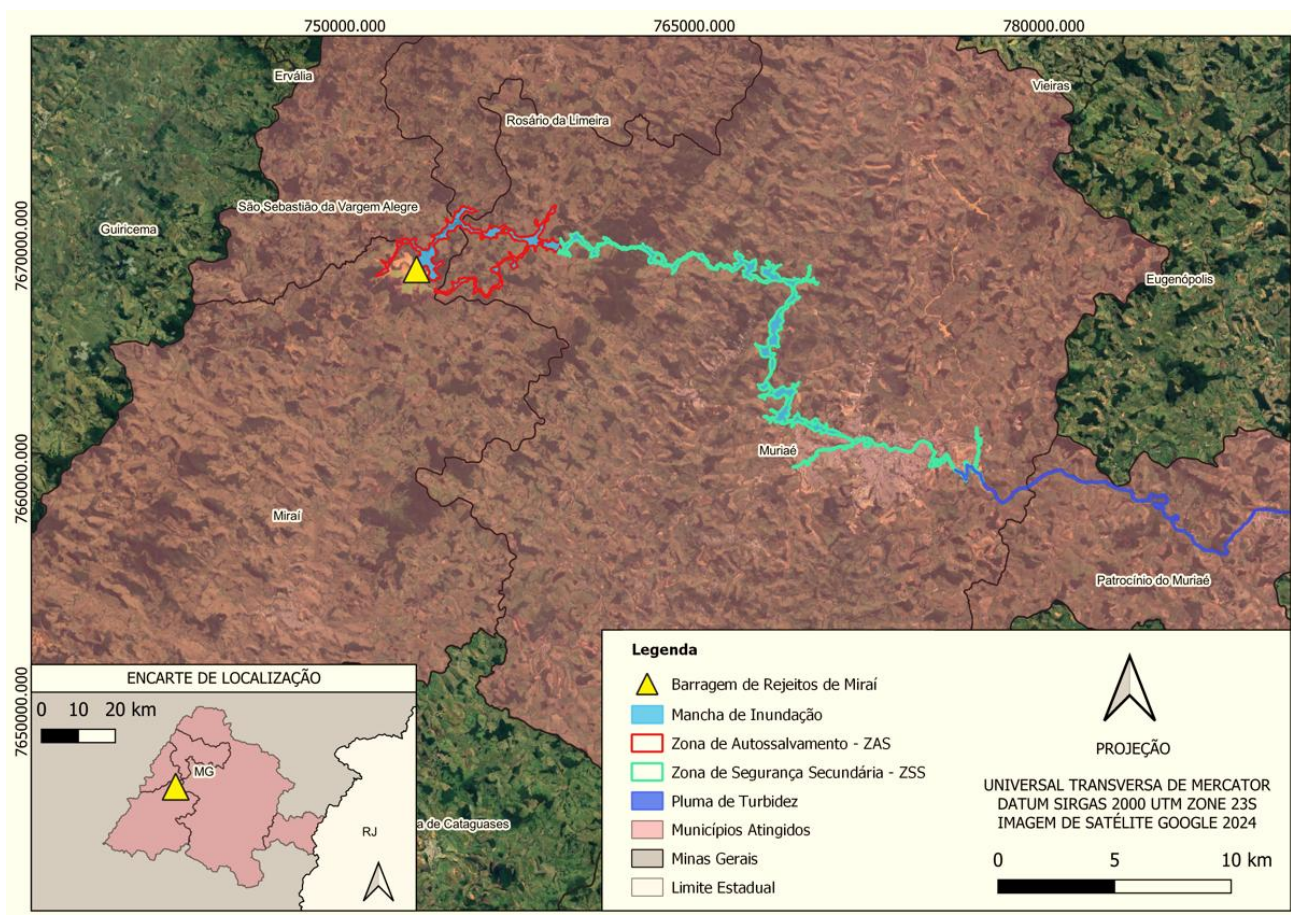 750000.000
765000.000
780000.000
7670000.000
7660000.000
7650000.000
Ervália
Vieiras
Rosário da Limeira
São Sebastião da Vargem Alegre
Guiricema
Eugenópolis
Muriaé
Miraí
Patrocínio do Muriaé
a de Cataguases
ENCARTE DE LOCALIZAÇÃO
0 10 20 km
MG
RJ
Legenda
Barragem de Rejeitos de Miraí
Mancha de Inundação
Zona de Autossalvamento - ZAS
Zona de Segurança Secundária - ZSS
Pluma de Turbidez
Municípios Atingidos
Minas Gerais
Limite Estadual
PROJEÇÃO
UNIVERSAL TRANSVERSA DE MERCATOR
DATUM SIRGAS 2000 UTM ZONE 23S
IMAGEM DE SATÉLITE GOOGLE 2024
0 5 10 km